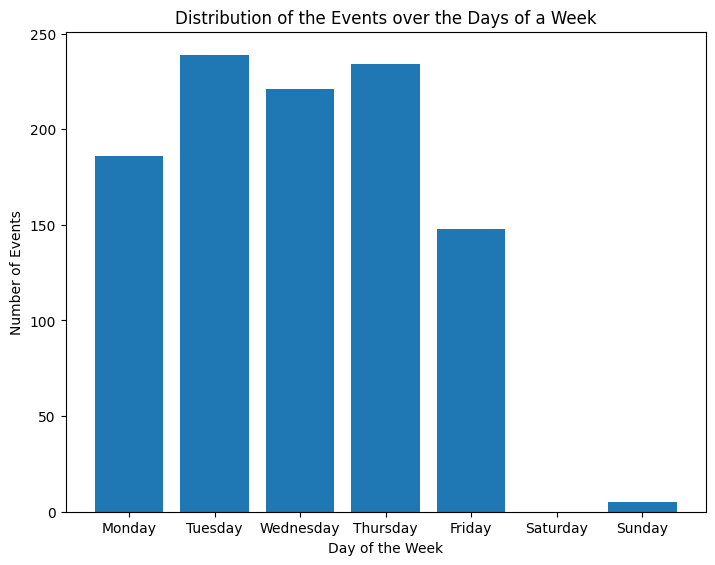 Distribution of the Events over the Days of a Week
Number of Events
250
200
150
100
50
0
Monday Tuesday Wednesday Thursday Friday Saturday Sunday
Day of the Week